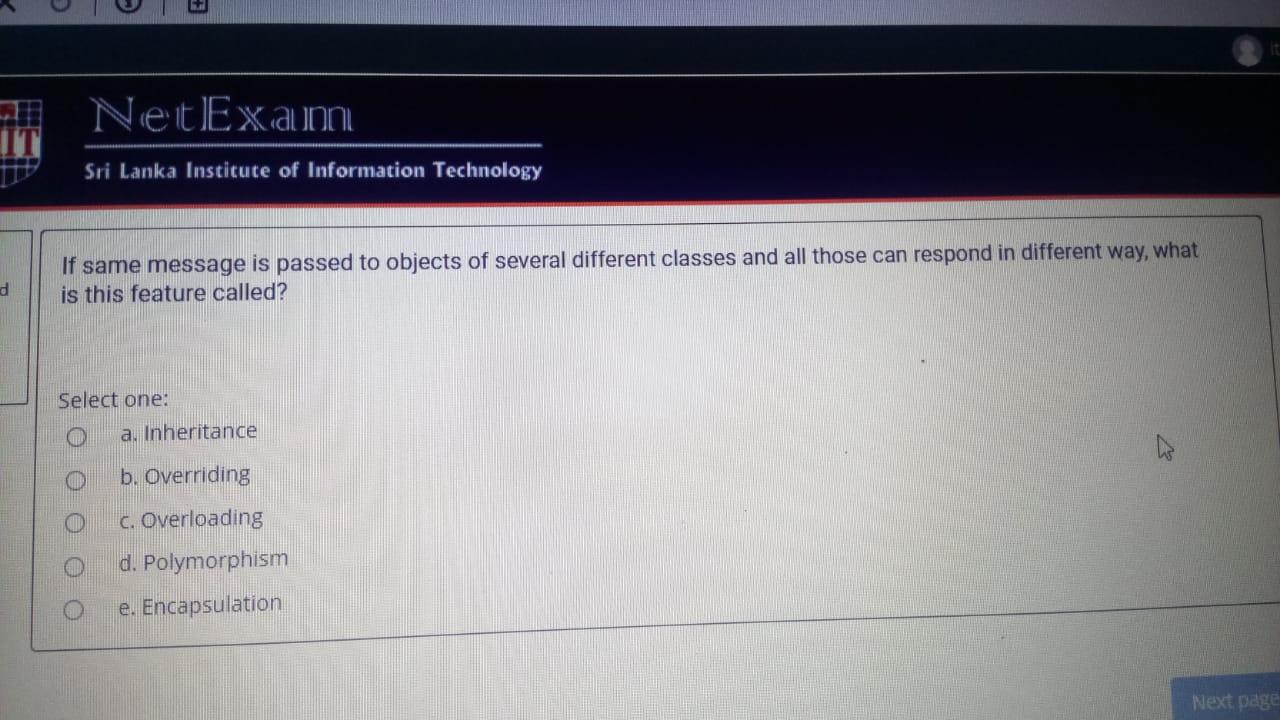 NetExam
IIT
Sri Lanka Institute of Information Technology
If same message is passed to objects of several different classes and all those can respond in different way, what
is this feature called?
d
Select one:
a. Inheritance
b. Overriding
c. Overloading
d. Polymorphism
e. Encapsulation
Next page